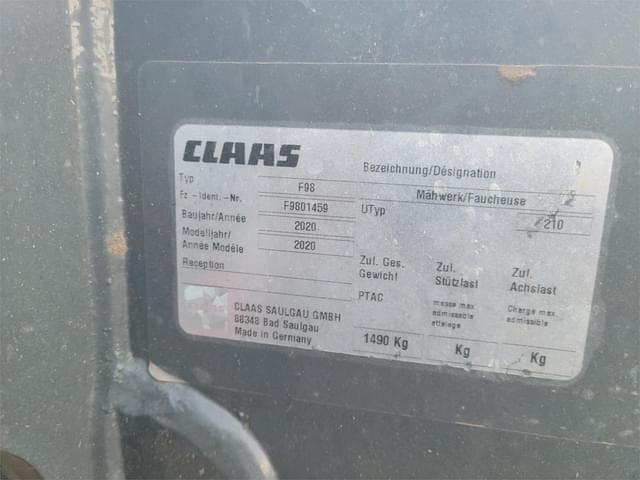 CLAAS
Bezeichnung/Désignation
Typ F98 Mähwerk/Faucheuse
Fz.-Ident.-Nr. F9801459 UTyp 210
Baujahr/Année 2020
Modelljahr/
Année Modèle 2020
Reception
Zul. Ges. Gewicht
Zul. Stützlast
Zul. Achslast
PTAC
masse max admissible attelage
Charge max. admissible
CLAAS SAULGAU GMBH
88348 Bad Saulgau
Made in Germany
1490 Kg Kg Kg